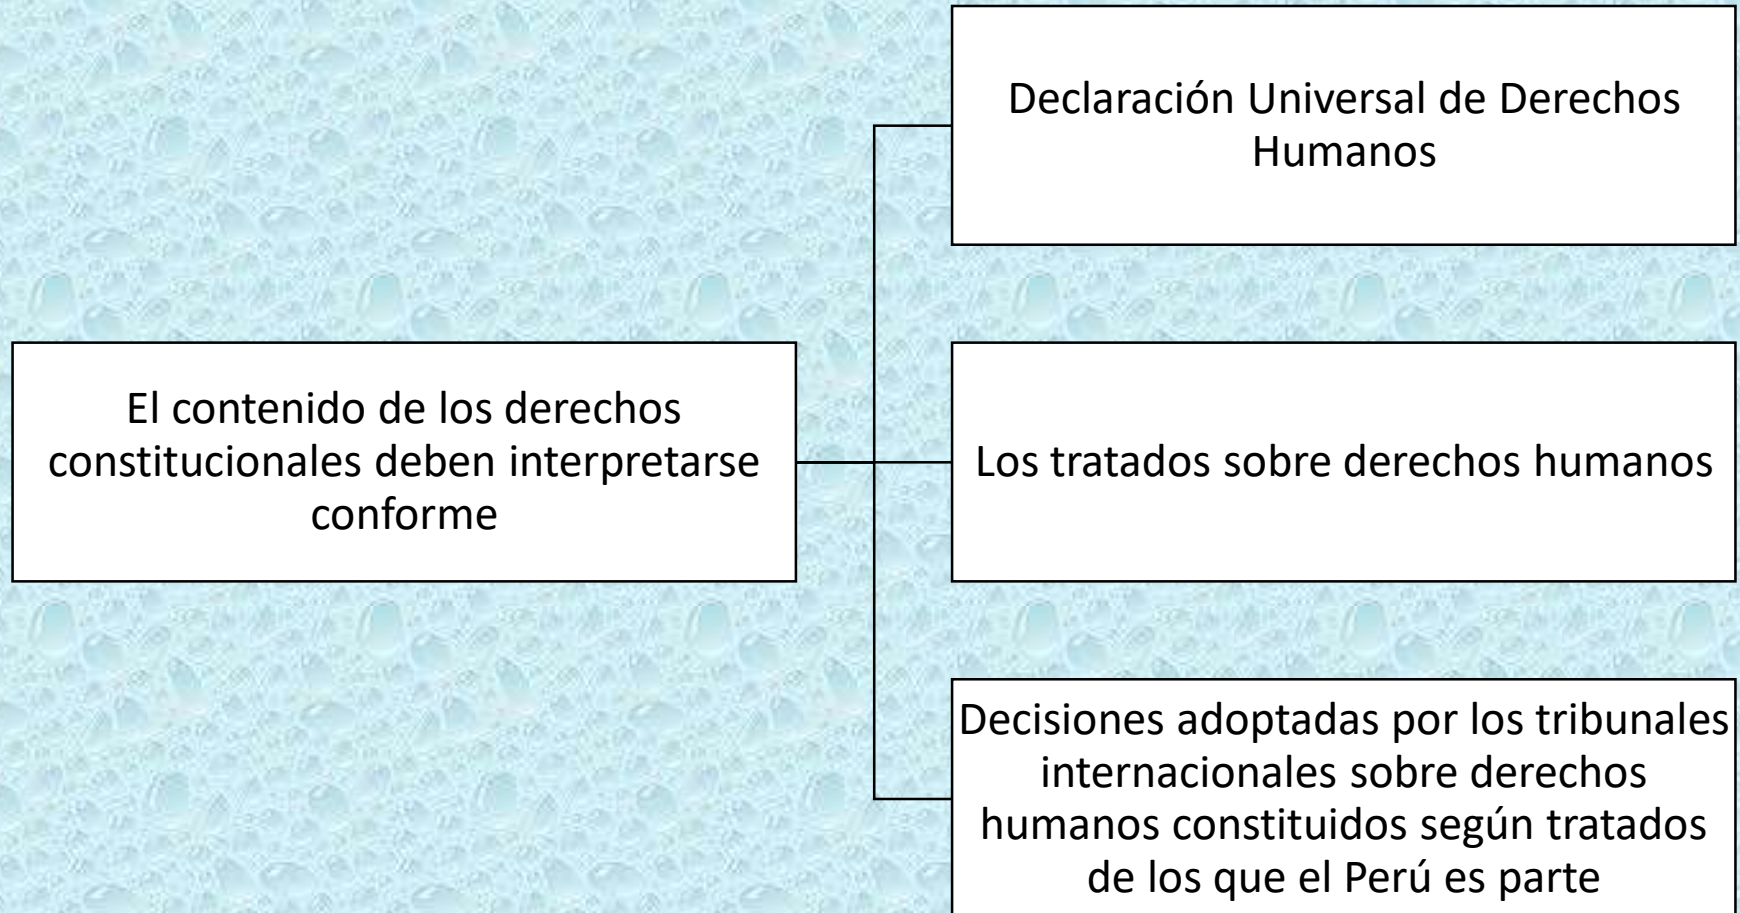 El contenido de los derechos
constitucionales deben interpretarse
conforme
Declaración Universal de Derechos
Humanos
Los tratados sobre derechos humanos
Decisiones adoptadas por los tribunales
internacionales sobre derechos
humanos constituidos según tratados
de los que el Perú es parte